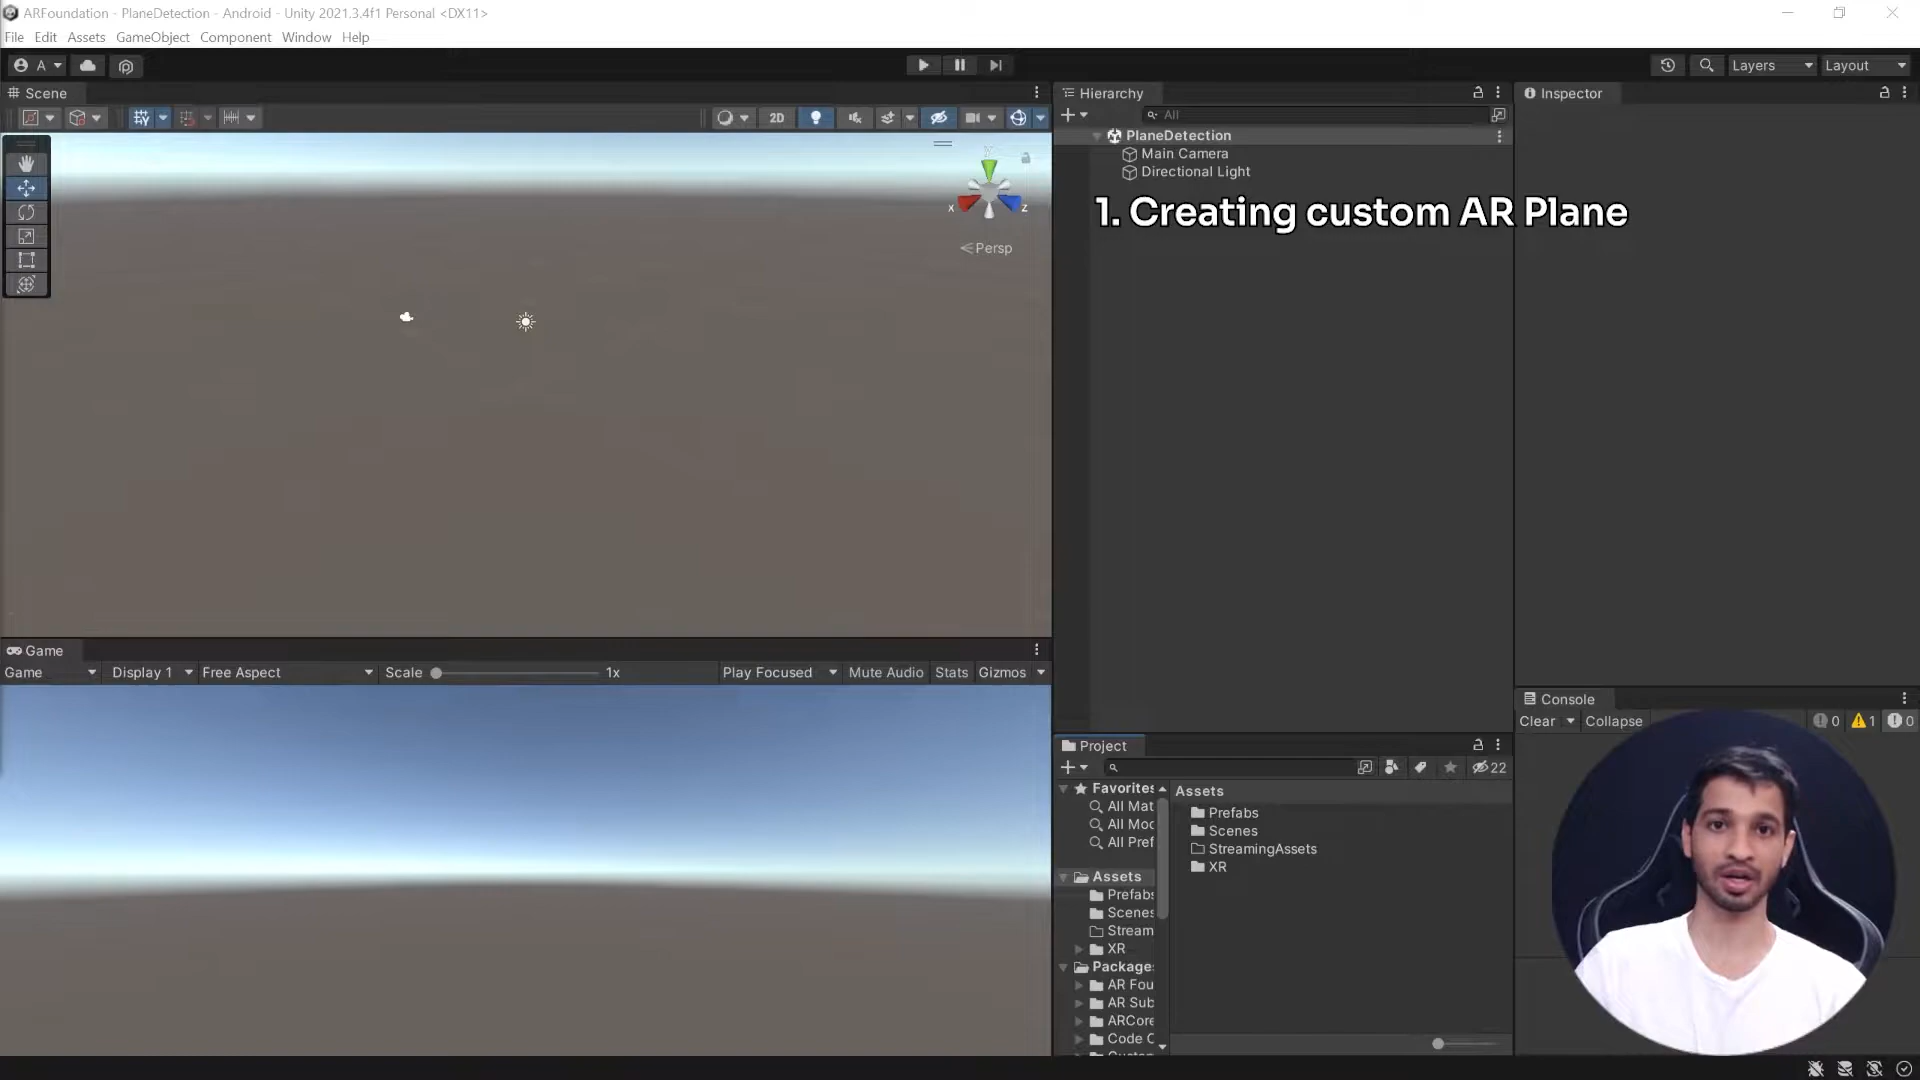 ARFoundation - PlaneDetection - Android - Unity 2021.3.4f1 Personal <DX11>
File Edit Assets GameObject Component Window Help
A
Layers
Layout
Scene
2D
y
x
z
Persp
Hierarchy
All
PlaneDetection
Main Camera
Directional Light
1. Creating custom AR Plane
Inspector
Game
Game Display 1 Free Aspect Scale 1x Play Focused Mute Audio Stats Gizmos
Project
22
Favorites
All Mat
All Moc
All Pref
Assets
Prefabs
Scenes
Stream
XR
Packages
AR Fou
AR Sub
ARCore
Code C
Assets
Prefabs
Scenes
StreamingAssets
XR
Console
Clear Collapse 0 1 0